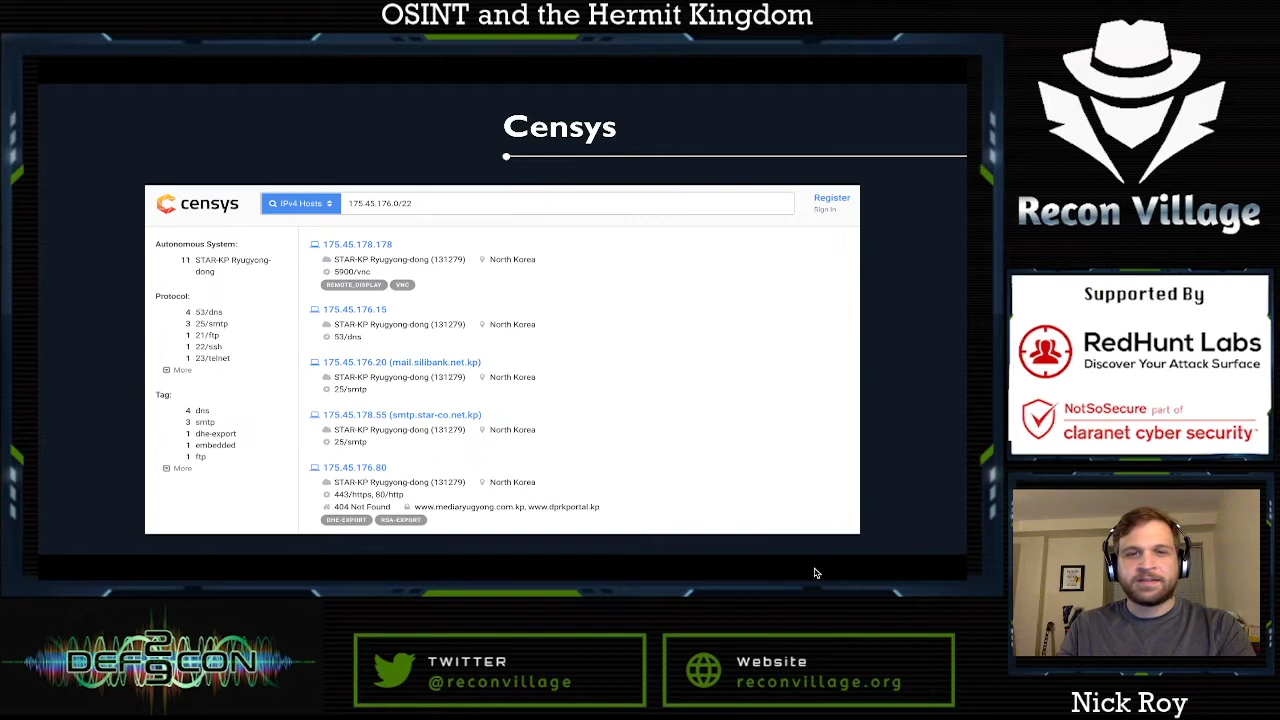 OSINT and the Hermit Kingdom
Censys
censys
IPv4 Hosts
175.45.176.0/22
Register
Sign In
Autonomous System:
11 STAR-KP Ryugyong-
dong
Protocol:
4 53/dns
3 25/smtp
1 21/ftp
1 22/ssh
1 23/telnet
More
Tag:
4 dns
3 smtp
1 dhe-export
1 embedded
1 ftp
More
175.45.178.178
STAR-KP Ryugyong-dong (131279) North Korea
5900/vnc
REMOTE_DISPLAY VNC
175.45.176.15
STAR-KP Ryugyong-dong (131279) North Korea
53/dns
175.45.176.20 (mail.silibank.net.kp)
STAR-KP Ryugyong-dong (131279) North Korea
25/smtp
175.45.178.55 (smtp.star-co.net.kp)
STAR-KP Ryugyong-dong (131279) North Korea
25/smtp
175.45.176.80
STAR-KP Ryugyong-dong (131279) North Korea
443/https, 80/http
404 Not Found www.mediaryugyong.com.kp, www.dprkportal.kp
DHE-EXPORT RSA-EXPORT
Recon Village
Supported By
RedHunt Labs
Discover Your Attack Surface
NotSoSecure part of
claranet cyber security
DEFCON
29
TWITTER
@reconvillage
Website
reconvillage.org
Nick Roy